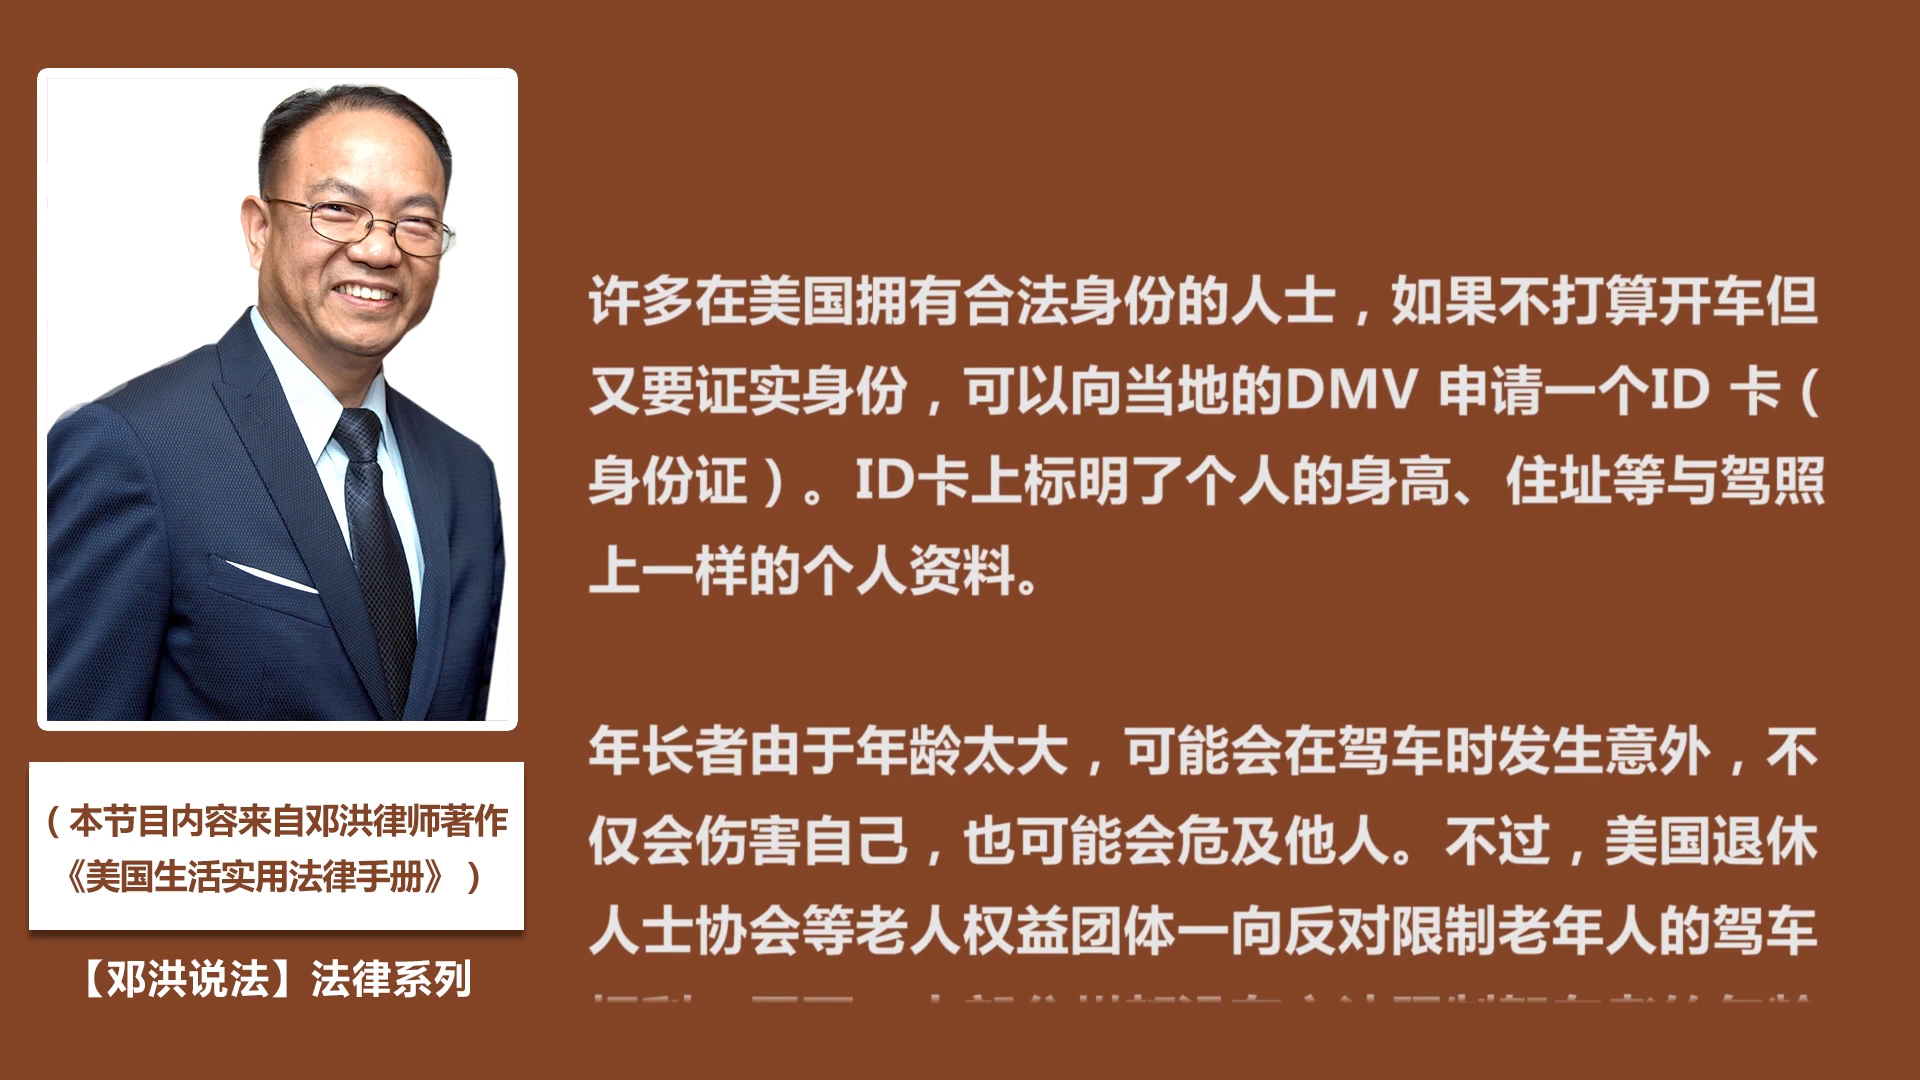 许多在美国拥有合法身份的人士，如果不打算开车但
又要证实身份，可以向当地的DMV 申请一个ID 卡（
身份证）。ID卡上标明了个人的身高、住址等与驾照
上一样的个人资料。
年长者由于年龄太大，可能会在驾车时发生意外，不
仅会伤害自己，也可能会危及他人。不过，美国退休
人士协会等老人权益团体一向反对限制老年人的驾车
（本节目内容来自邓洪律师著作
《美国生活实用法律手册》）
【邓洪说法】法律系列